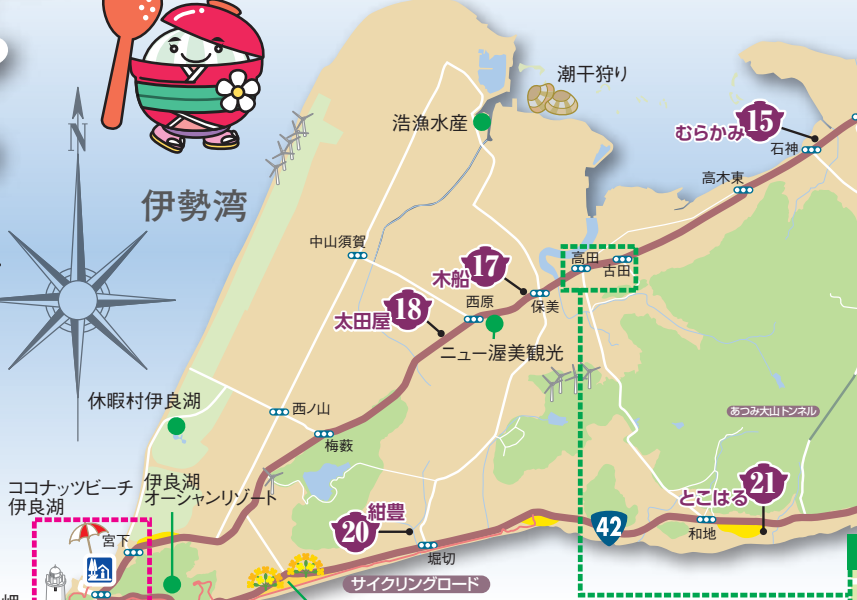 潮干狩り
浩漁水産
むらかみ
15
石神
高木東
N
伊勢湾
中山須賀
高田
古田
木船
17
西原
保美
太田屋
18
ニュー渥美観光
休暇村伊良湖
西ノ山
あつみ大山トンネル
梅薮
ココナッツビーチ
伊良湖
伊良湖
オーシャンリゾート
とこはる
21
紺豊
20
42
和地
宮下
堀切
サイクリングロード
岬